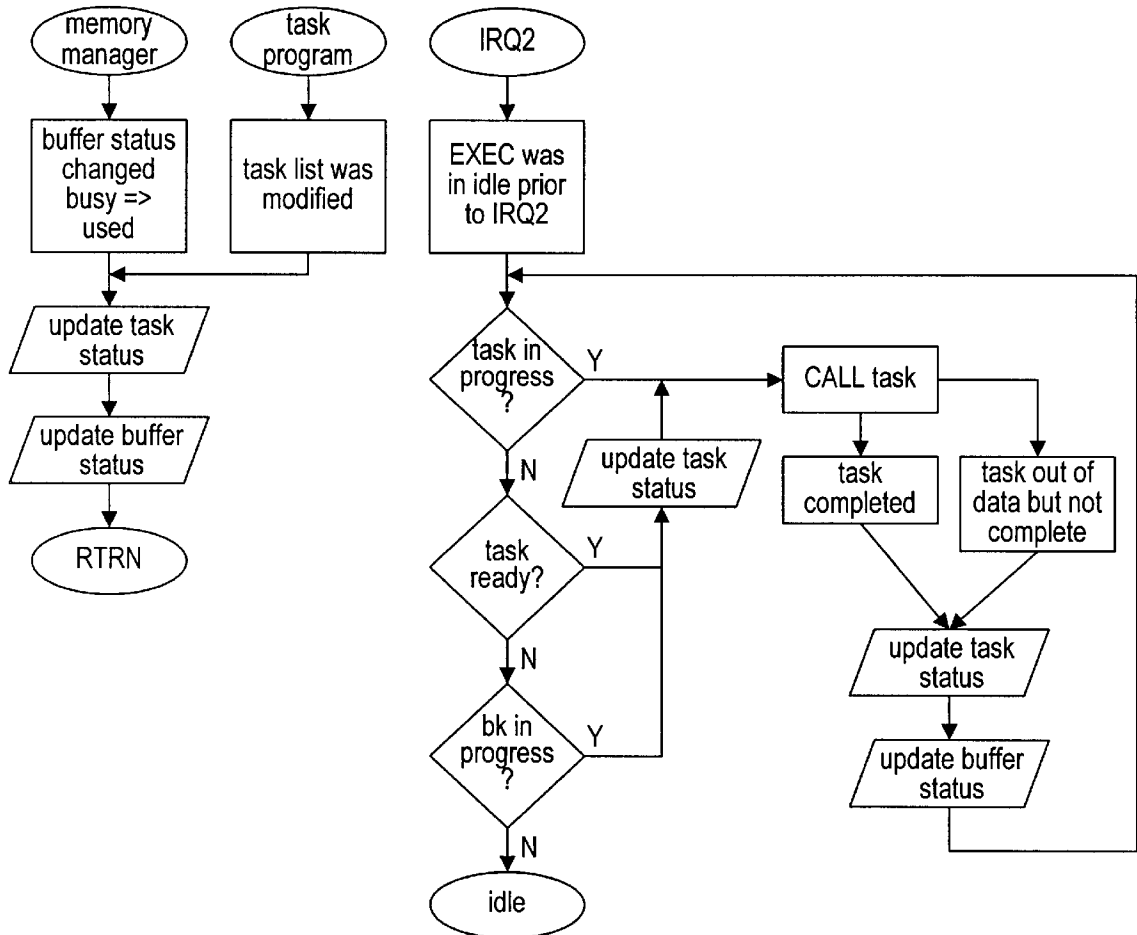 memory
manager
task
program
IRQ2
buffer status
changed
busy =>
used
task list was
modified
EXEC was
in idle prior
to IRQ2
update task
status
update buffer
status
RTRN
task in
progress
?
Y
N
CALL task
update task
status
task
completed
task out of
data but not
complete
task
ready?
Y
N
update task
status
bk in
progress
?
Y
N
update buffer
status
idle